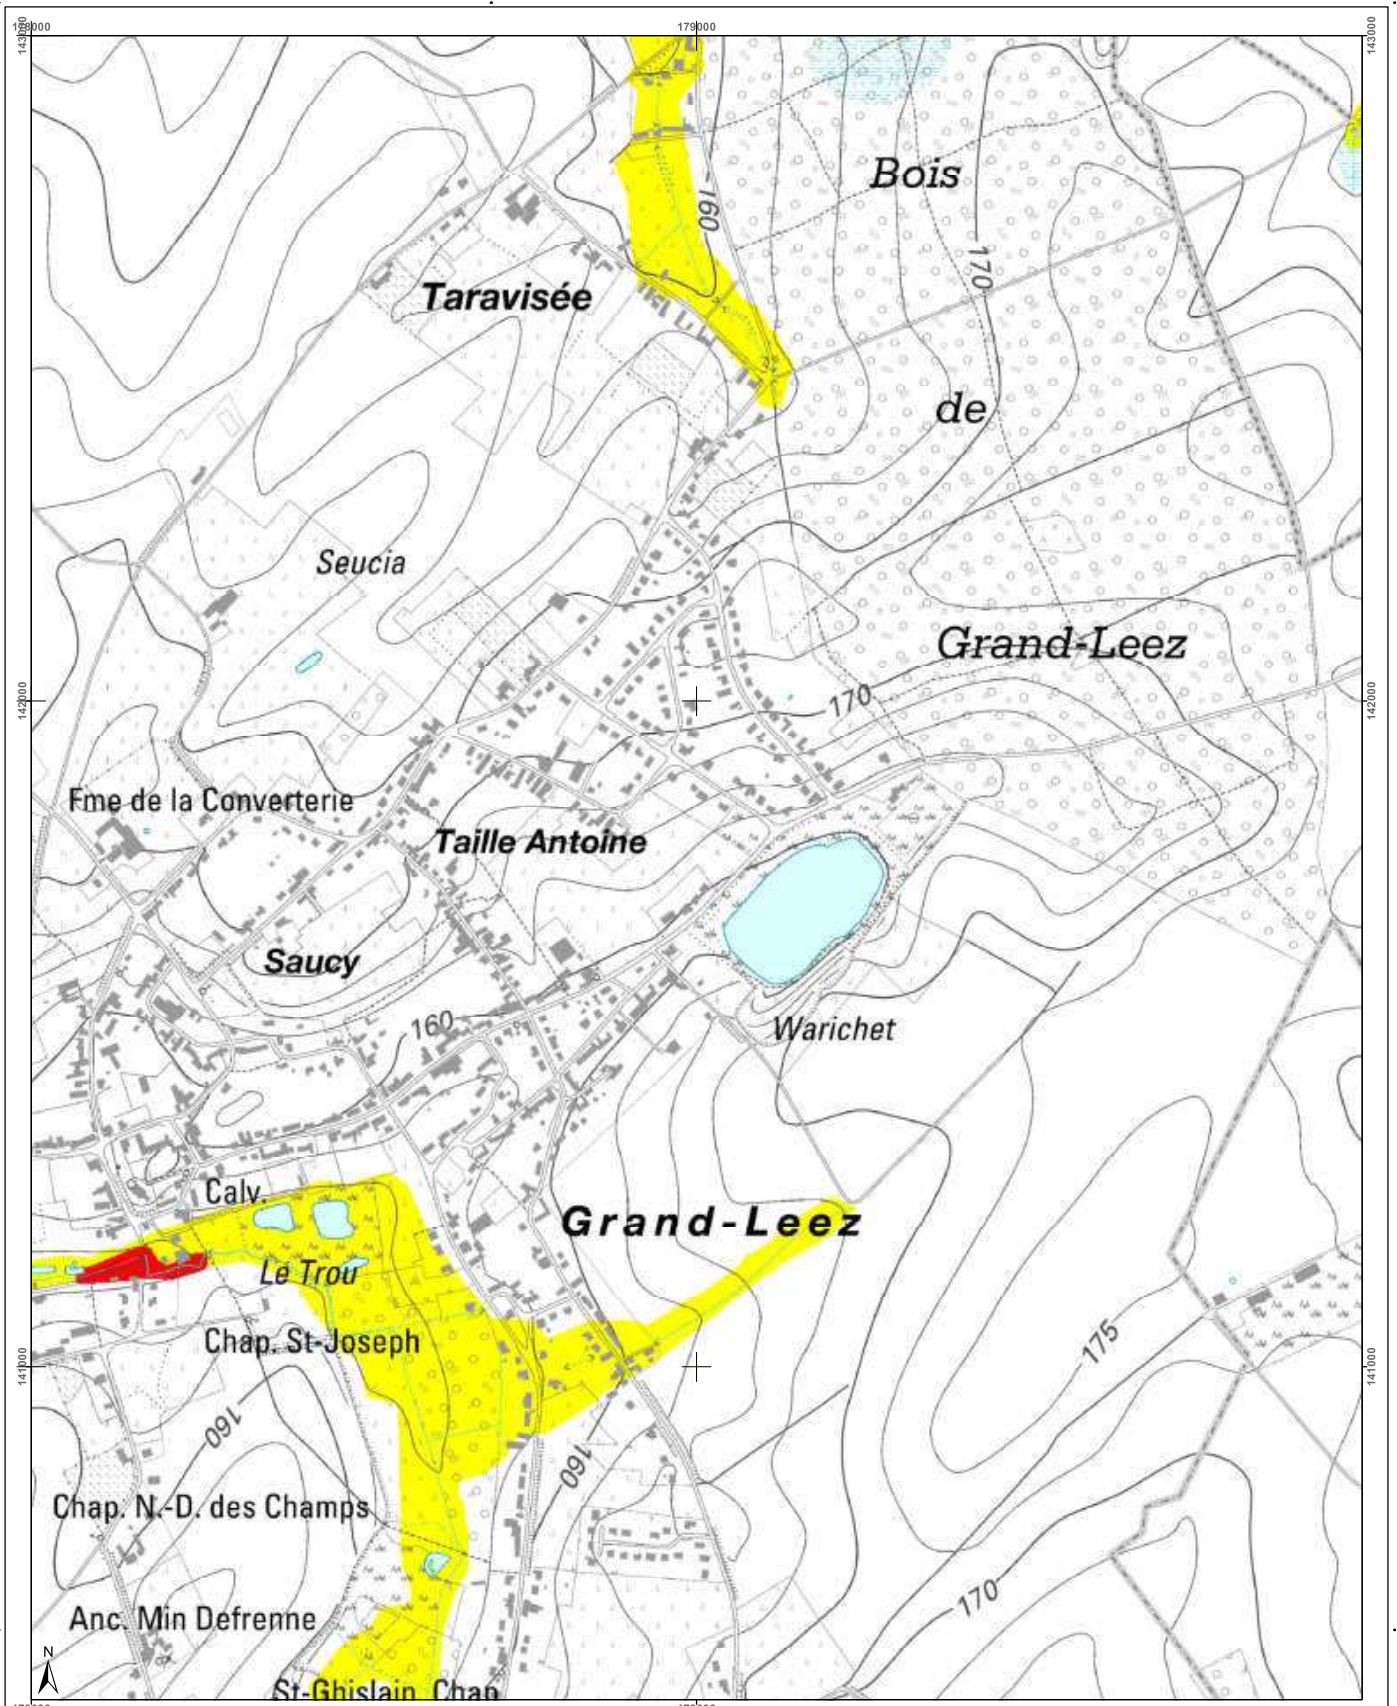 178000
179000
143000
143000
Bois
160
170
Taravisée
de
Seucia
Grand-Leez
142000
142000
170
Fme de la Converterie
Taille Antoine
Saucy
160
Warichet
Calv.
Grand-Leez
Le Trou
Chap. St-Joseph
175
141000
141000
160
160
Chap. N.-D. des Champs
170
Anc. Min Defrenne
N
St-Ghislain Chap
179000